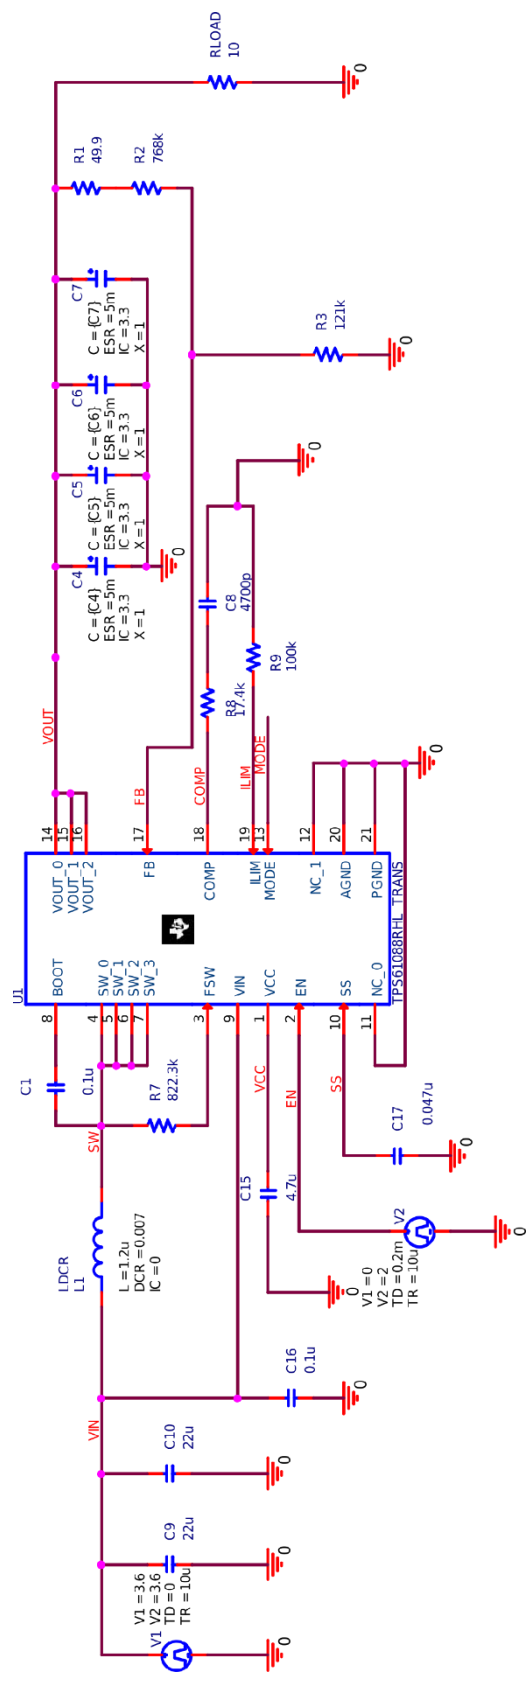 V1 = 3.6
V2 = 3.6
TD = 0
TR = 10u
V1
0
C9
22u
0
C10
22u
0
VIN
C16
0.1u
0
LDCR
L1
L = 1.2u
DCR = 0.007
IC = 0
SW
C1
0.1u
R7
822.3k
VCC
C15
4.7u
0
EN
V1 = 0
V2 = 2
TD = 0.2m
TR = 10u
V2
0
SS
C17
0.047u
0
U1
8
BOOT
4
SW_0
5
SW_1
6
SW_2
7
SW_3
3
FSW
9
VIN
1
VCC
2
EN
10
SS
11
NC_0
VOUT_0
14
VOUT_1
15
VOUT_2
16
FB
17
COMP
18
ILIM
19
MODE
13
NC_1
12
AGND
20
PGND
21
TPS61088RHL_TRANS
0
VOUT
FB
COMP
ILIM
MODE
R8
17.4k
C8
4700p
R9
100k
0
C4
C = {C4}
ESR = 5m
IC = 3.3
X = 1
0
C5
C = {C5}
ESR = 5m
IC = 3.3
X = 1
C6
C = {C6}
ESR = 5m
IC = 3.3
X = 1
C7
C = {C7}
ESR = 5m
IC = 3.3
X = 1
R3
121k
0
R1
49.9
R2
768k
RLOAD
10
0